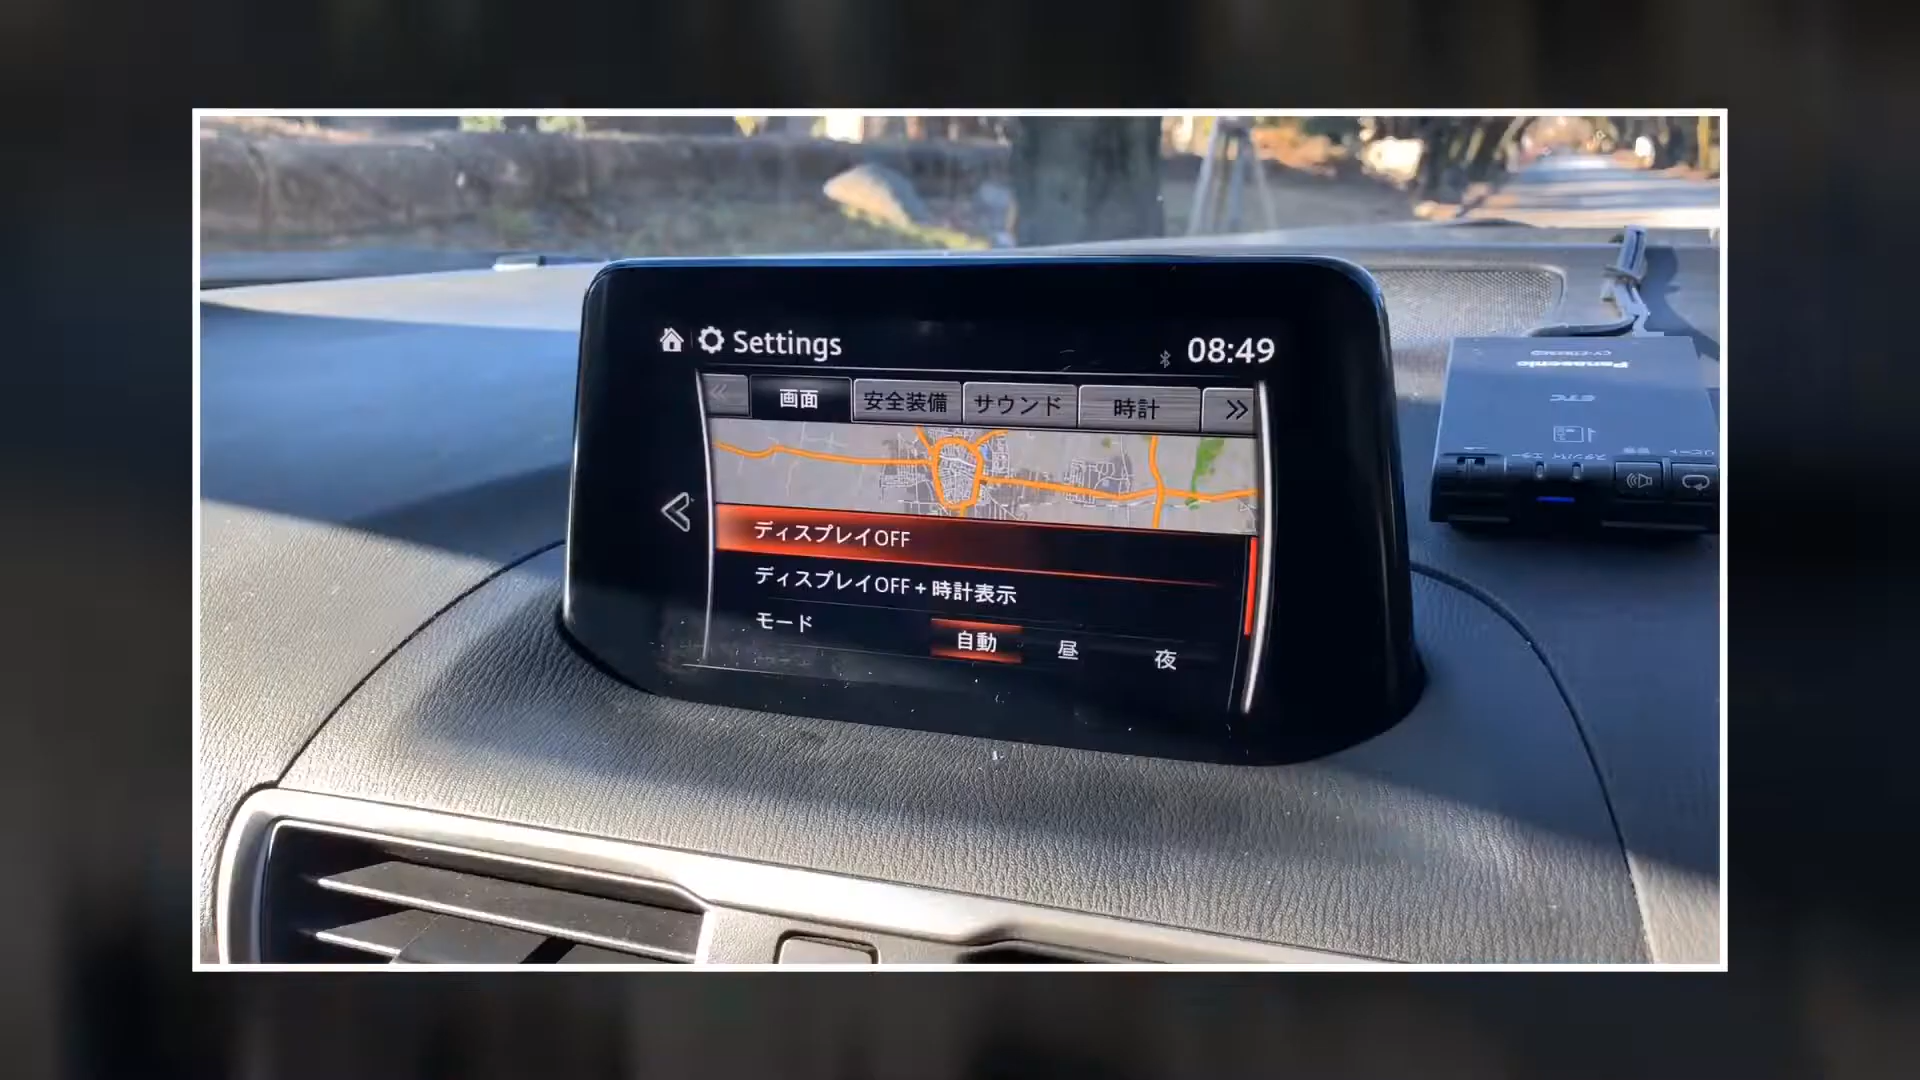 Settings
08:49
画面 安全装備 サウンド 時計
ディスプレイOFF
ディスプレイOFF + 時計表示
モード 自動 昼 夜
Panasonic
ETC